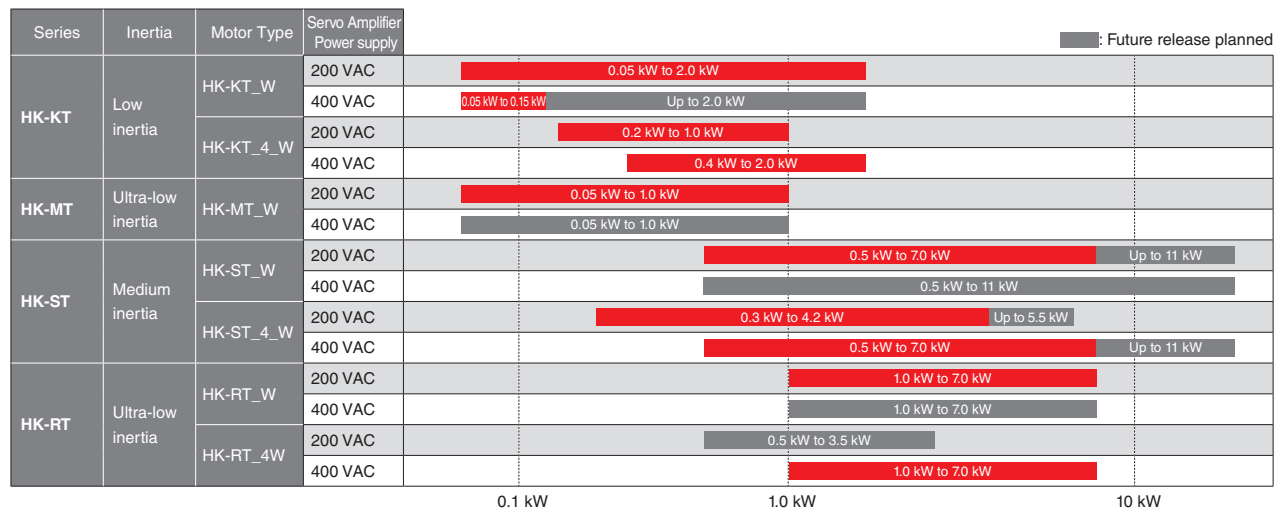 Series Inertia Motor Type Servo Amplifier
Power supply
: Future release planned
HK-KT Low
inertia HK-KT_W 200 VAC 0.05 kW to 2.0 kW
400 VAC 0.05 kW to 0.15 kW Up to 2.0 kW
HK-KT_4_W 200 VAC 0.2 kW to 1.0 kW
400 VAC 0.4 kW to 2.0 kW
HK-MT Ultra-low
inertia HK-MT_W 200 VAC 0.05 kW to 1.0 kW
400 VAC 0.05 kW to 1.0 kW
HK-ST Medium
inertia HK-ST_W 200 VAC 0.5 kW to 7.0 kW Up to 11 kW
400 VAC 0.5 kW to 11 kW
HK-ST_4_W 200 VAC 0.3 kW to 4.2 kW Up to 5.5 kW
400 VAC 0.5 kW to 7.0 kW Up to 11 kW
HK-RT Ultra-low
inertia HK-RT_W 200 VAC 1.0 kW to 7.0 kW
400 VAC 1.0 kW to 7.0 kW
HK-RT_4W 200 VAC 0.5 kW to 3.5 kW
400 VAC 1.0 kW to 7.0 kW
0.1 kW 1.0 kW 10 kW